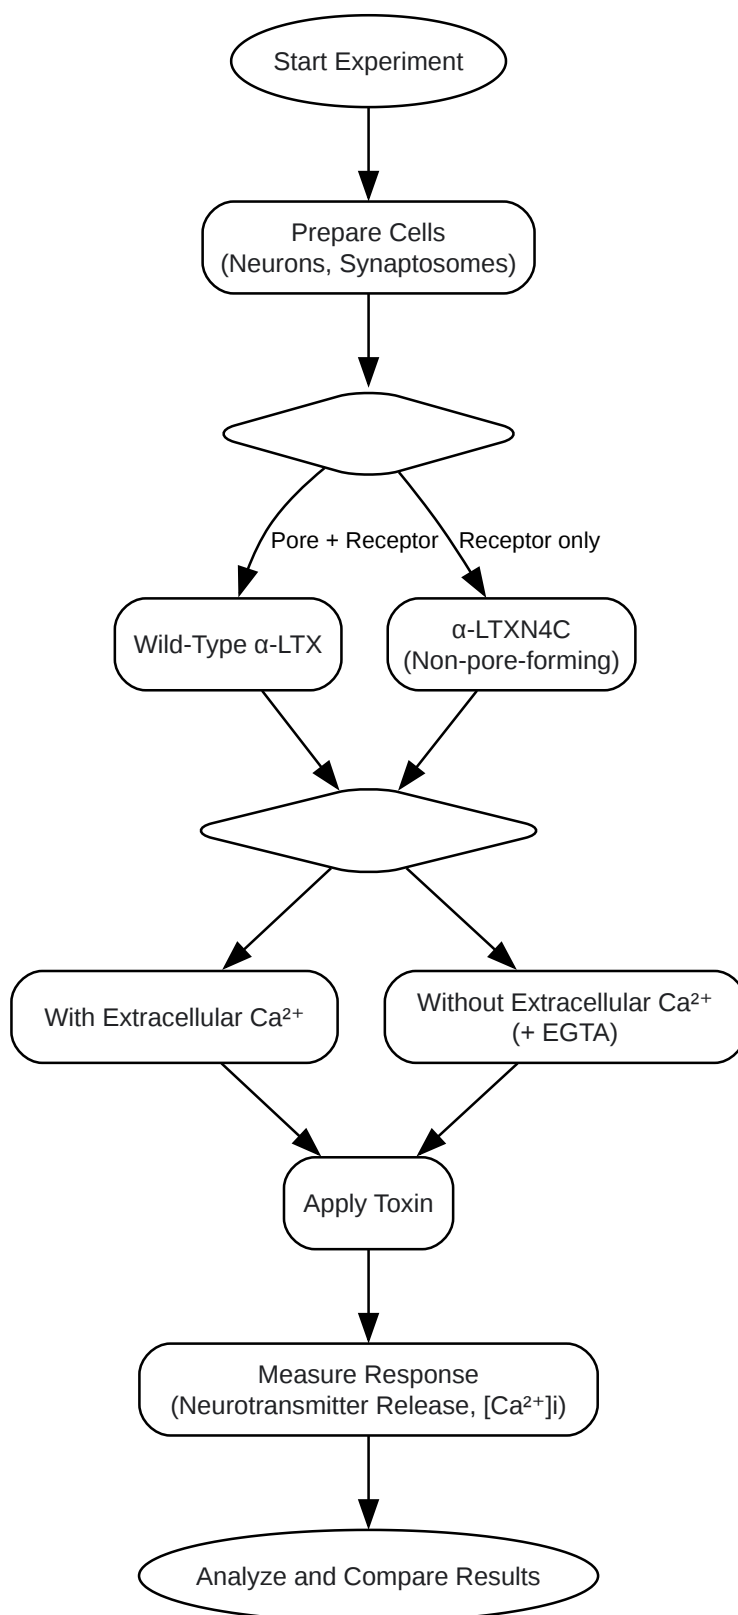 Start Experiment
Prepare Cells
(Neurons, Synaptosomes)
Pore + Receptor
Receptor only
Wild-Type α-LTX
α-LTXN4C
(Non-pore-forming)
With Extracellular Ca²⁺
Without Extracellular Ca²⁺
(+ EGTA)
Apply Toxin
Measure Response
(Neurotransmitter Release, [Ca²⁺]i)
Analyze and Compare Results